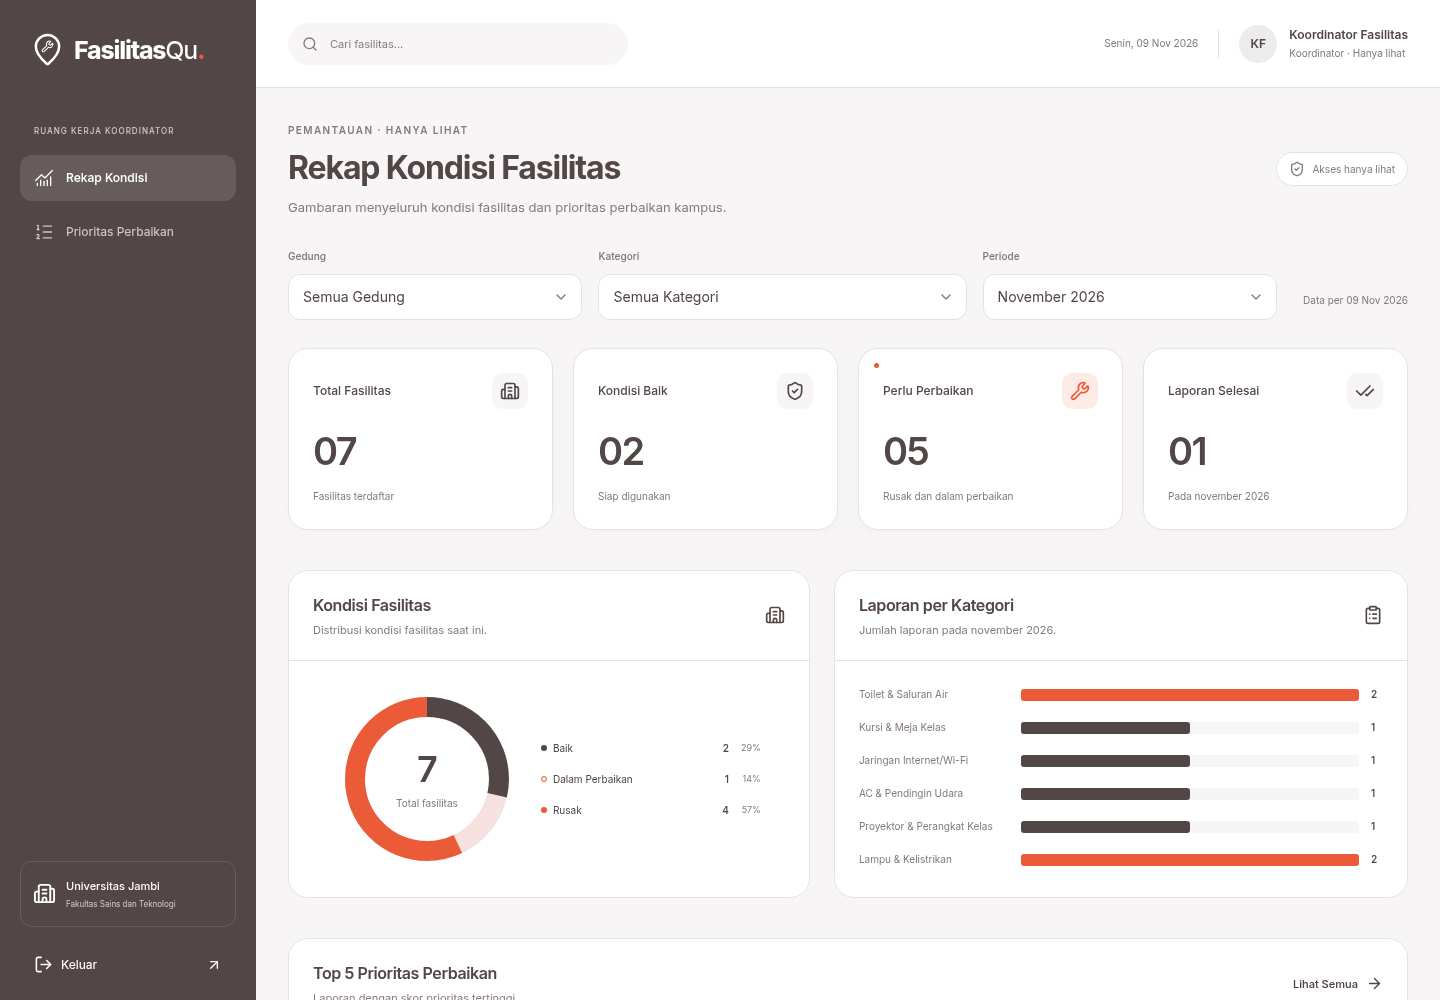 FasilitasQu.
Cari fasilitas...
Senin, 09 Nov 2026
KF
Koordinator Fasilitas
Koordinator · Hanya lihat
RUANG KERJA KOORDINATOR
Rekap Kondisi
Prioritas Perbaikan
Universitas Jambi
Fakultas Sains dan Teknologi
Keluar
PEMANTAUAN · HANYA LIHAT
Rekap Kondisi Fasilitas
Gambaran menyeluruh kondisi fasilitas dan prioritas perbaikan kampus.
Akses hanya lihat
Gedung
Semua Gedung
Kategori
Semua Kategori
Periode
November 2026
Data per 09 Nov 2026
Total Fasilitas
07
Fasilitas terdaftar
Kondisi Baik
02
Siap digunakan
Perlu Perbaikan
05
Rusak dan dalam perbaikan
Laporan Selesai
01
Pada november 2026
Kondisi Fasilitas
Distribusi kondisi fasilitas saat ini.
7
Total fasilitas
Baik 2 29%
Dalam Perbaikan 1 14%
Rusak 4 57%
Laporan per Kategori
Jumlah laporan pada november 2026.
Toilet & Saluran Air 2
Kursi & Meja Kelas 1
Jaringan Internet/Wi-Fi 1
AC & Pendingin Udara 1
Proyektor & Perangkat Kelas 1
Lampu & Kelistrikan 2
Top 5 Prioritas Perbaikan
Laporan dengan skor prioritas tertinggi
Lihat Semua